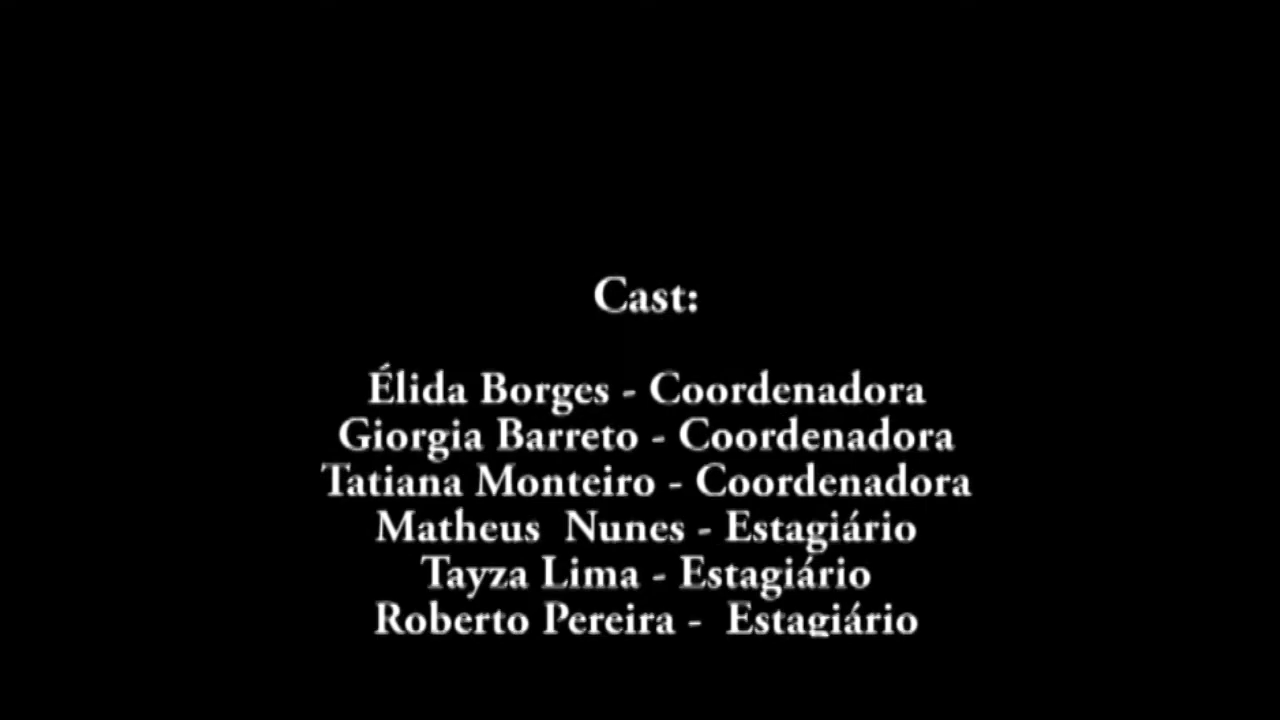 Cast:
Élida Borges - Coordenadora
Giorgia Barreto - Coordenadora
Tatiana Monteiro - Coordenadora
Matheus  Nunes - Estagiário
Tayza Lima - Estagiário
Roberto Pereira -  Estagiário